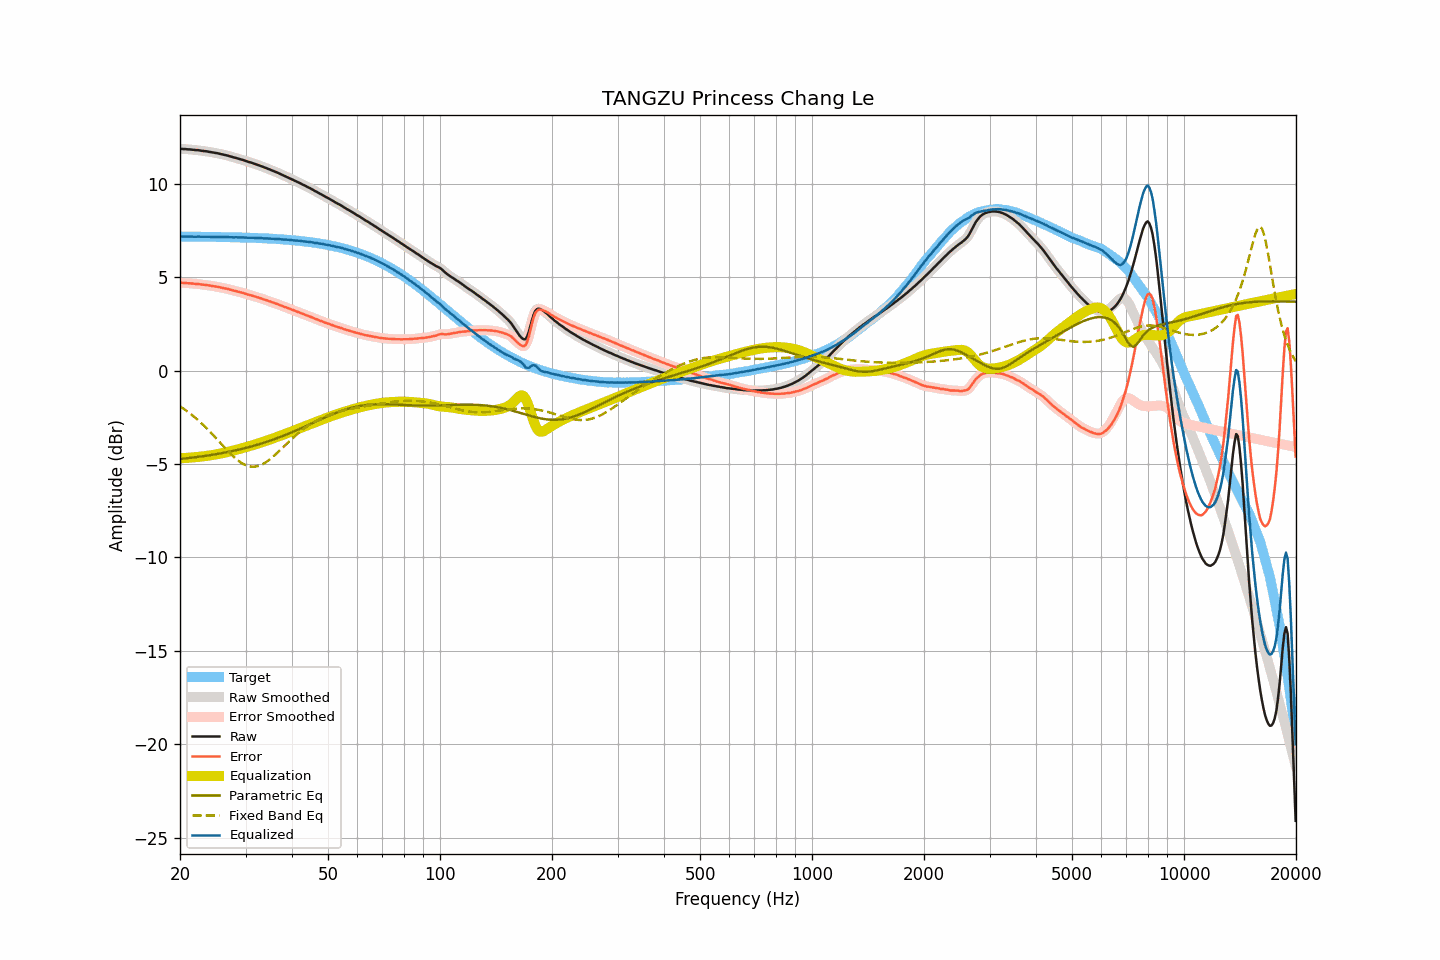 TANGZU Princess Chang Le
10
5
0
−5
−10
−15
−20
−25
Amplitude (dBr)
Target
Raw Smoothed
Error Smoothed
Raw
Error
Equalization
Parametric Eq
Fixed Band Eq
Equalized
20 50 100 200 500 1000 2000 5000 10000 20000
Frequency (Hz)